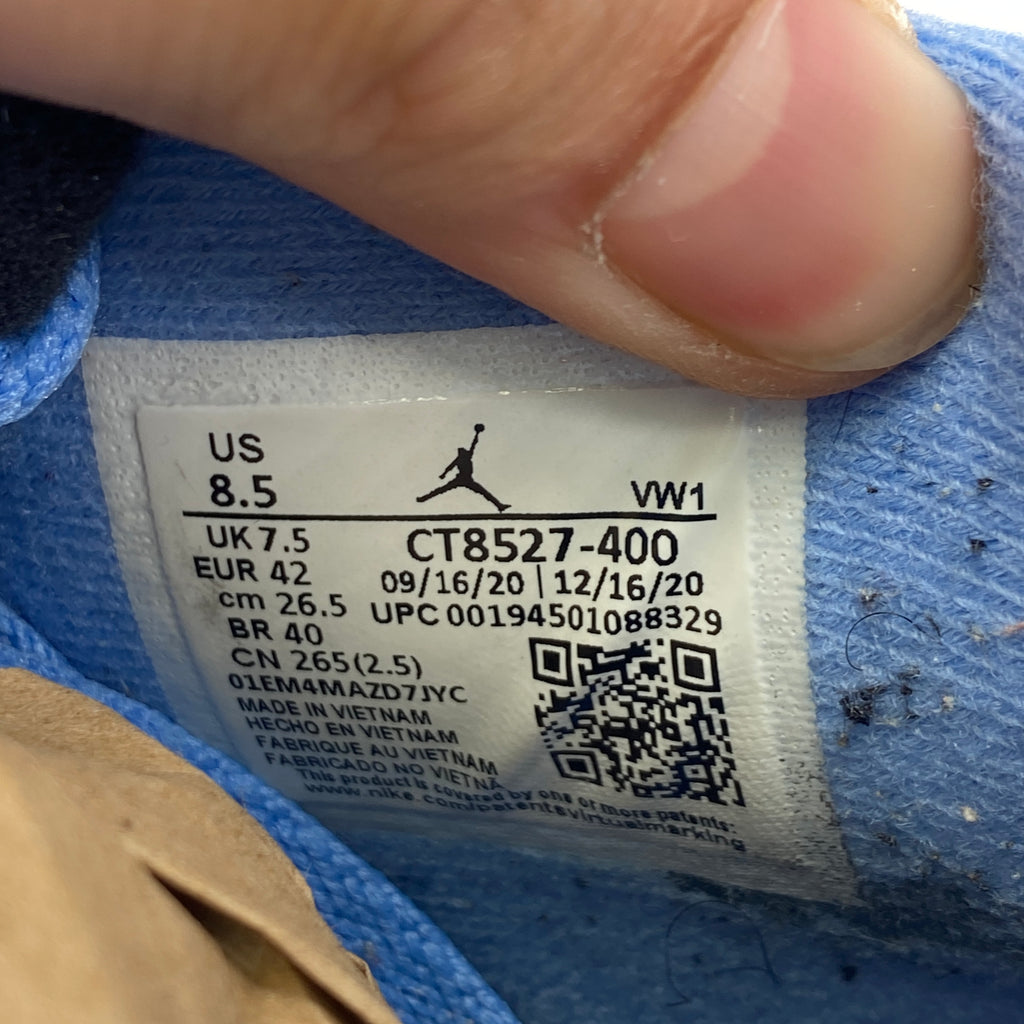 US
8.5
VW1
UK 7.5
CT8527-400
EUR 42
09/16/20 | 12/16/20
cm 26.5
UPC 00194501088329
BR 40
CN 265(2.5)
01EM4MAZD7JYC
MADE IN VIETNAM
HECHO EN VIETNAM
FABRIQUE AU VIETNAM
FABRICADO NO VIETNÃ
This product is covered by one or more patents:
www.nike.com/patentsvirtualmarking